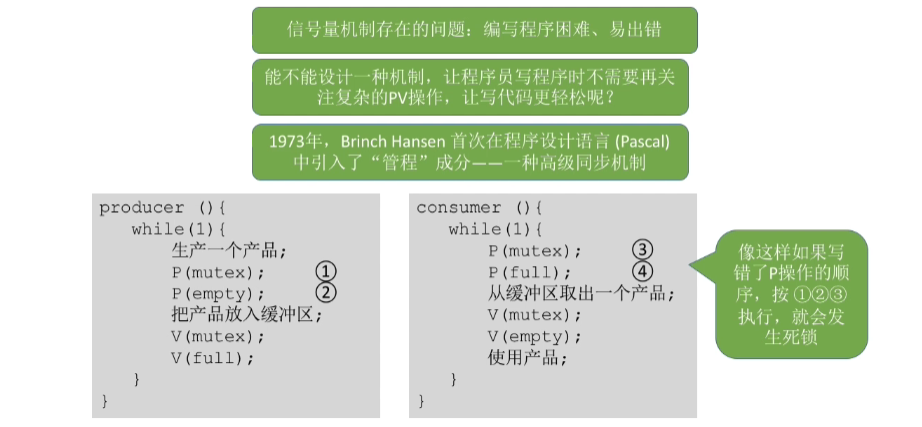 信号量机制存在的问题：编写程序困难、易出错
能不能设计一种机制，让程序员写程序时不需要再关
注复杂的PV操作，让写代码更轻松呢？
1973年，Brinch Hansen 首次在程序设计语言 (Pascal)
中引入了“管程”成分——一种高级同步机制
producer (){
while(1){
生产一个产品;
P(mutex); ①
P(empty); ②
把产品放入缓冲区;
V(mutex);
V(full);
}
}
consumer (){
while(1){
P(mutex); ③
P(full); ④
从缓冲区取出一个产品;
V(mutex);
V(empty);
使用产品;
}
}
像这样如果写
错了P操作的顺
序，按 ①②③
执行，就会发
生死锁